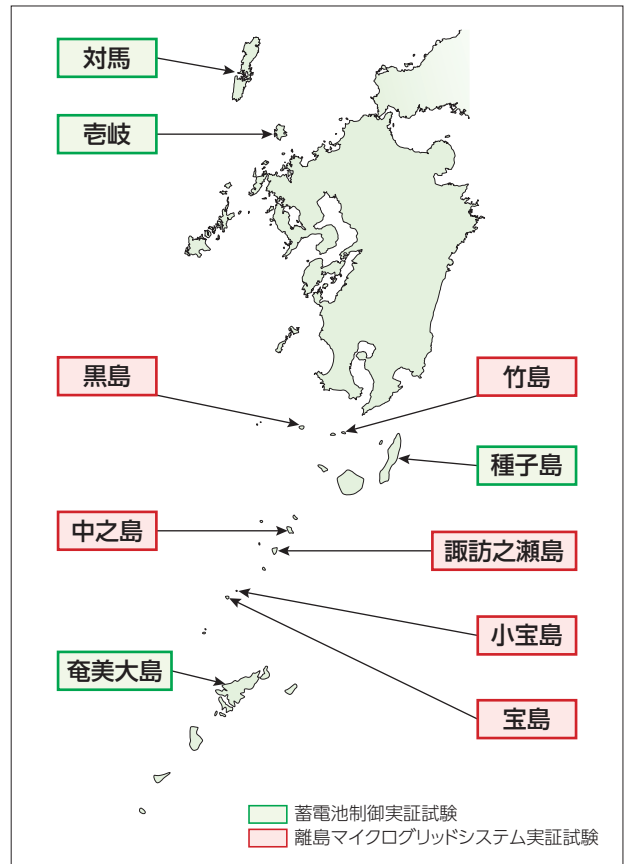 対馬
壱岐
黒島
竹島
種子島
中之島
諏訪之瀬島
小宝島
奄美大島
宝島
蓄電池制御実証試験
離島マイクログリッドシステム実証試験